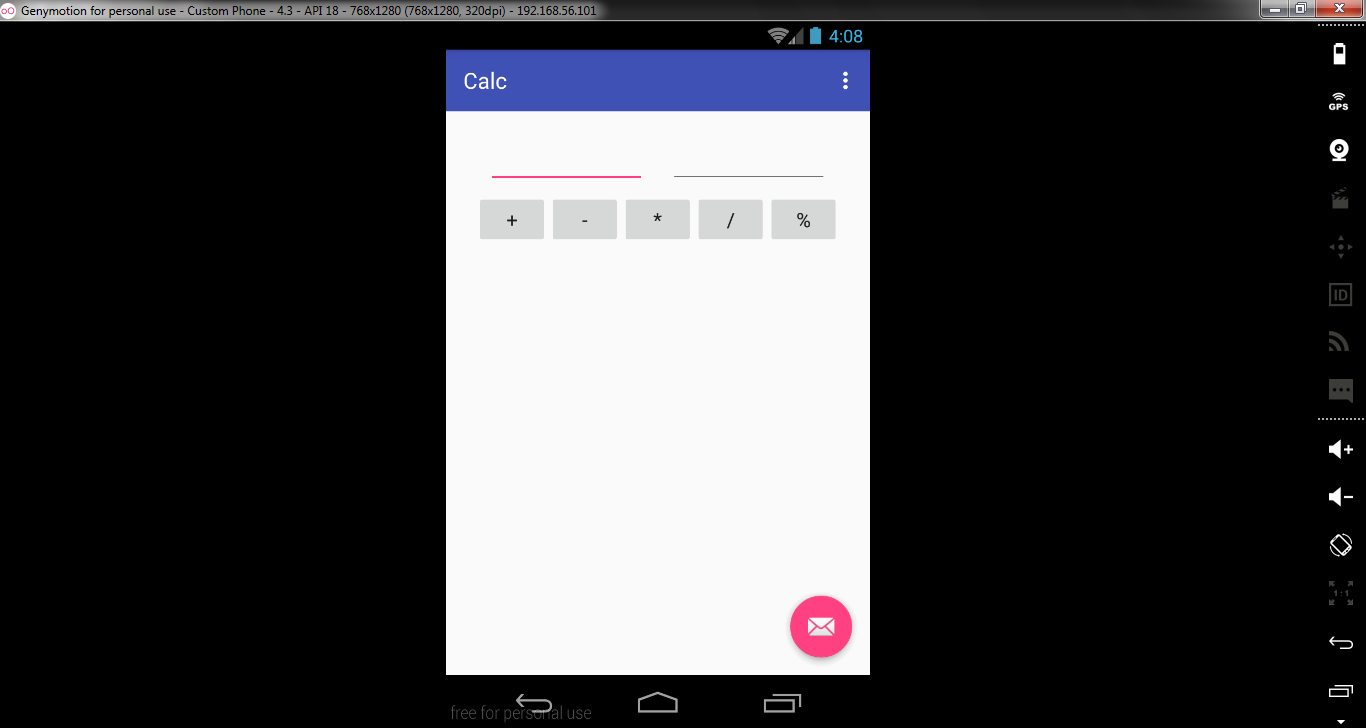 Genymotion for personal use - Custom Phone - 4.3 - API 18 - 768x1280 (768x1280, 320dpi) - 192.168.56.101
4:08
Calc
+ - * / %
GPS
ID
1:1
free for personal use